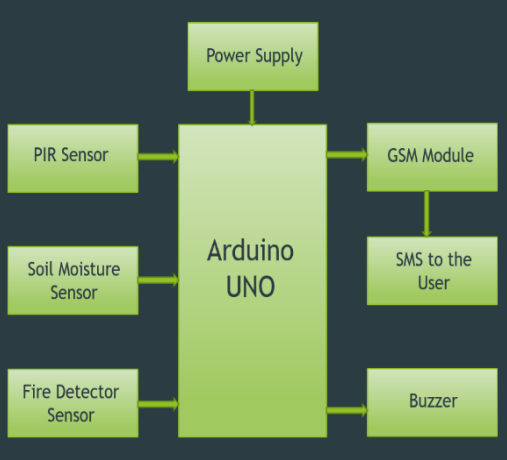 Power Supply
PIR Sensor
GSM Module
Arduino
UNO
Soil Moisture
Sensor
SMS to the
User
Fire Detector
Sensor
Buzzer